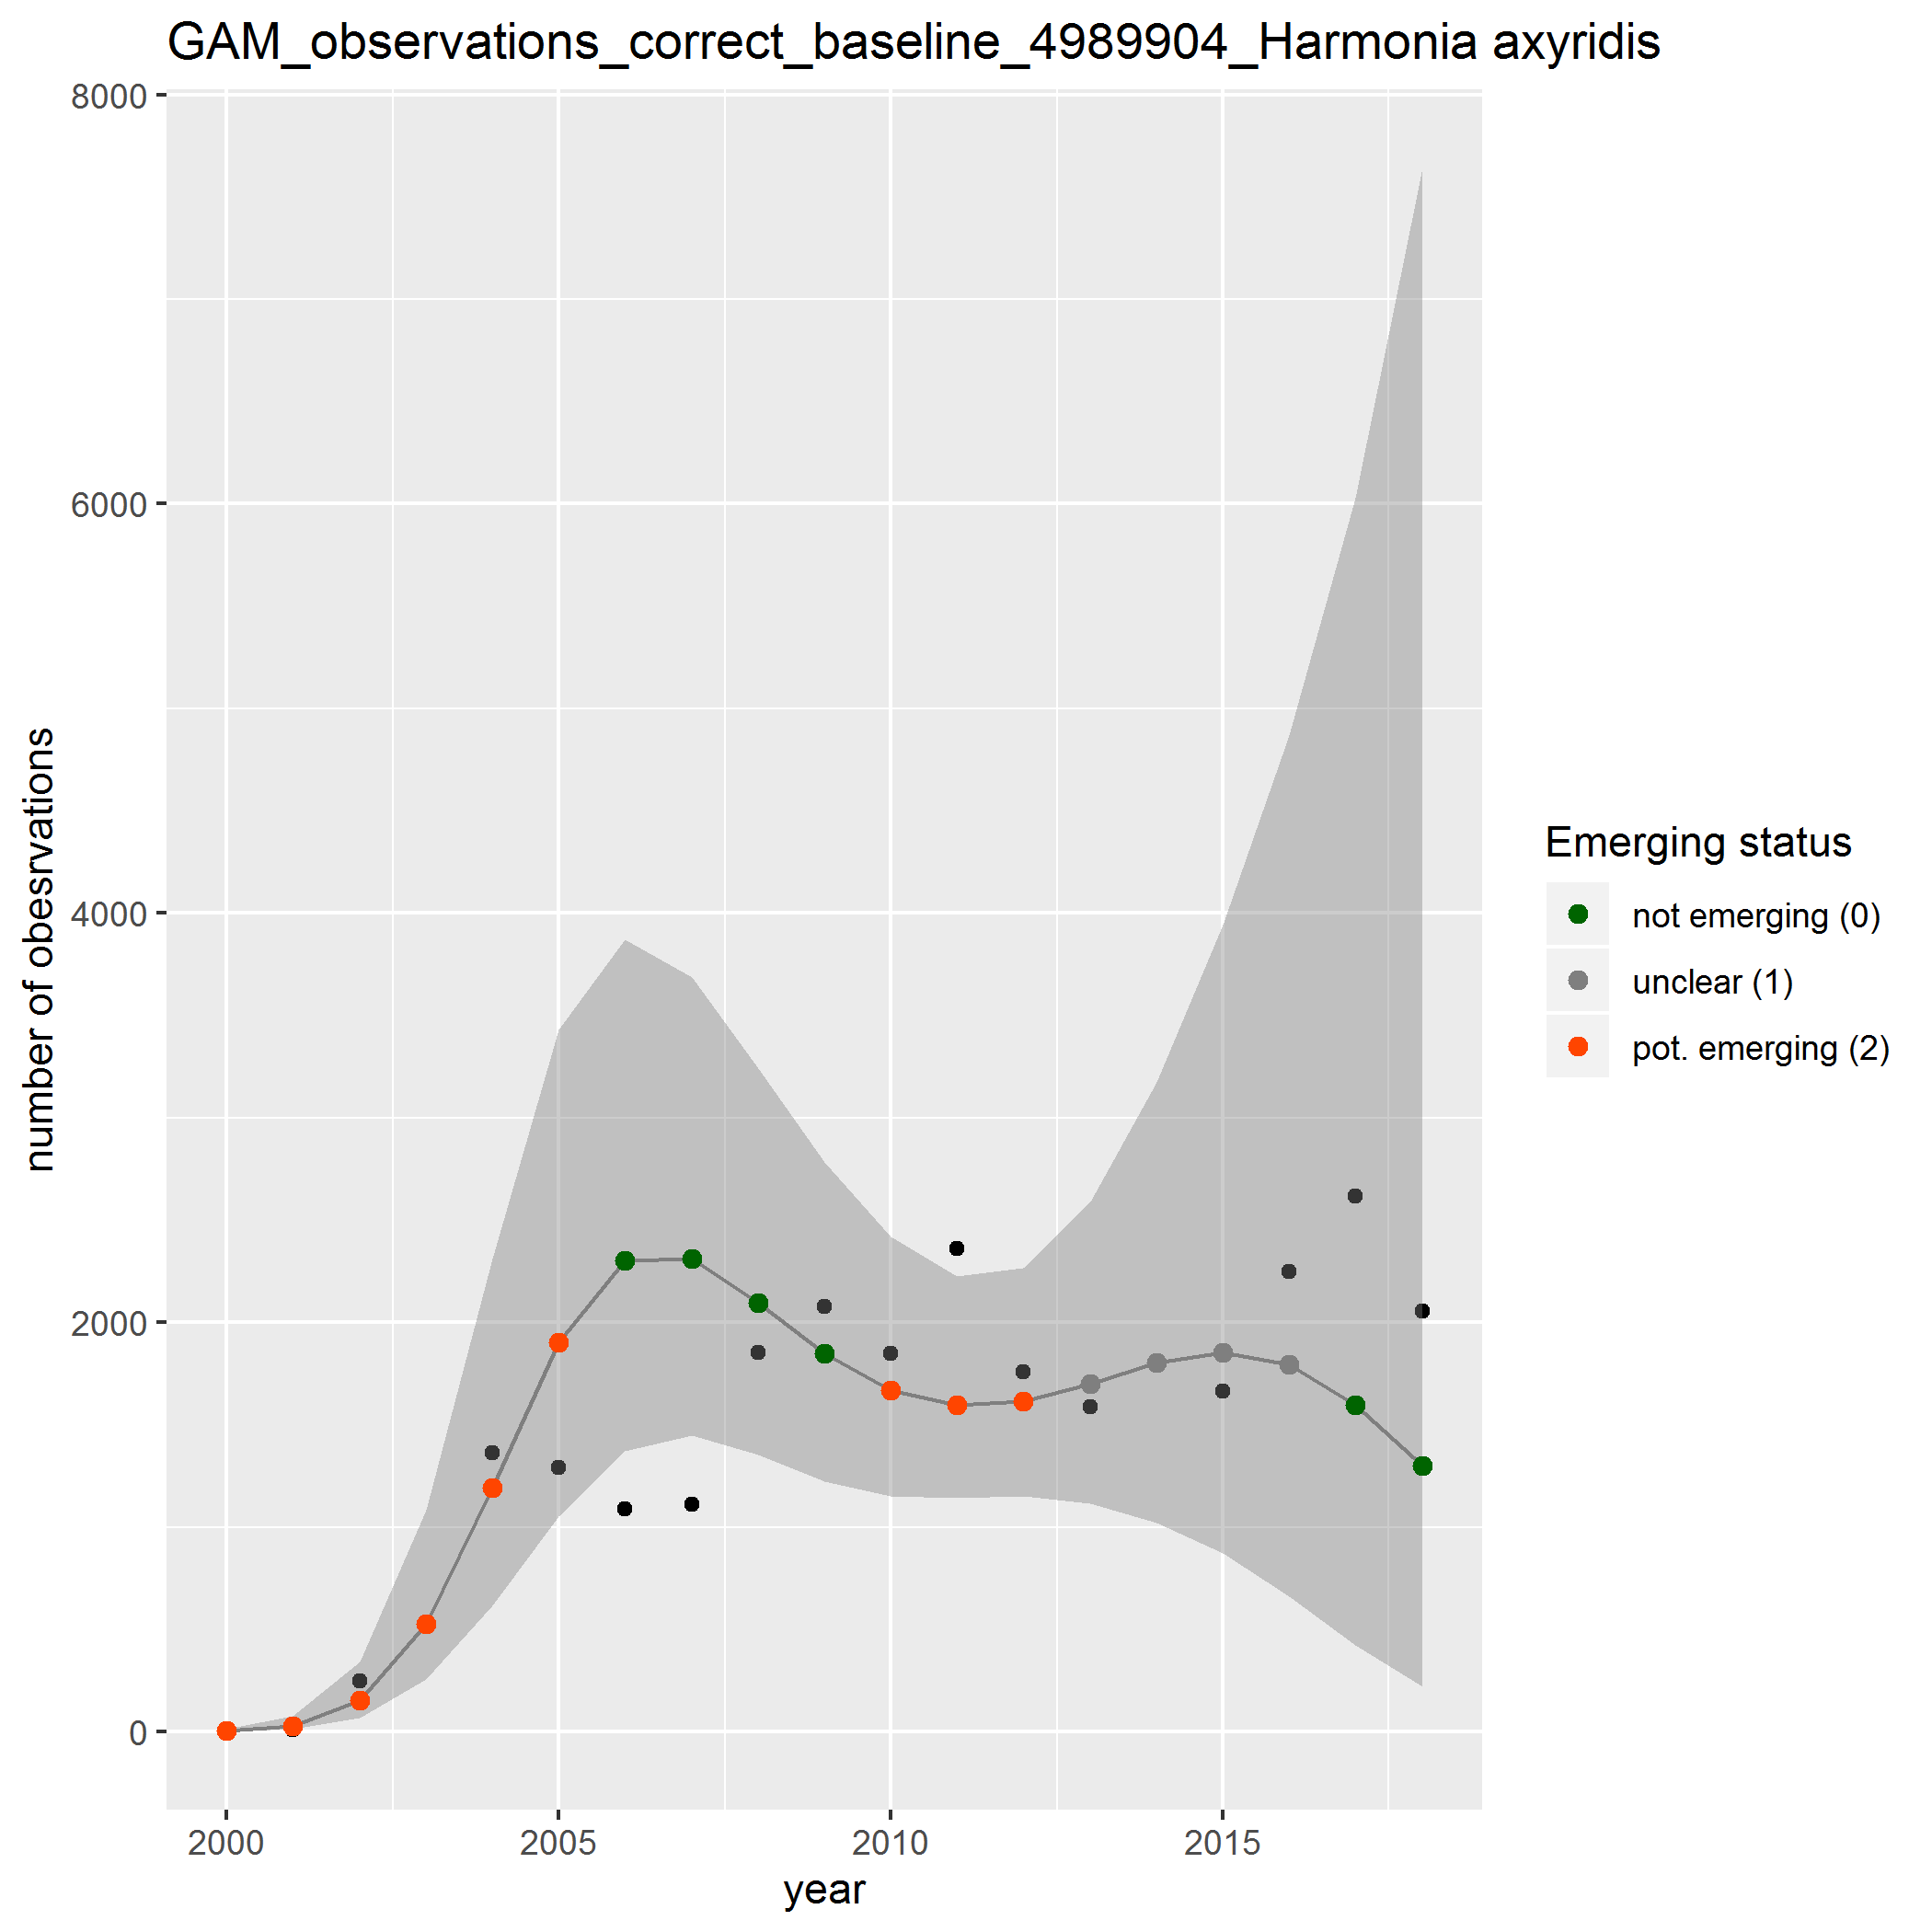 GAM_observations_correct_baseline_4989904_Harmonia axyridis
8000
6000
4000
2000
0
number of obesrvations
2000
2005
2010
2015
year
Emerging status
not emerging (0)
unclear (1)
pot. emerging (2)